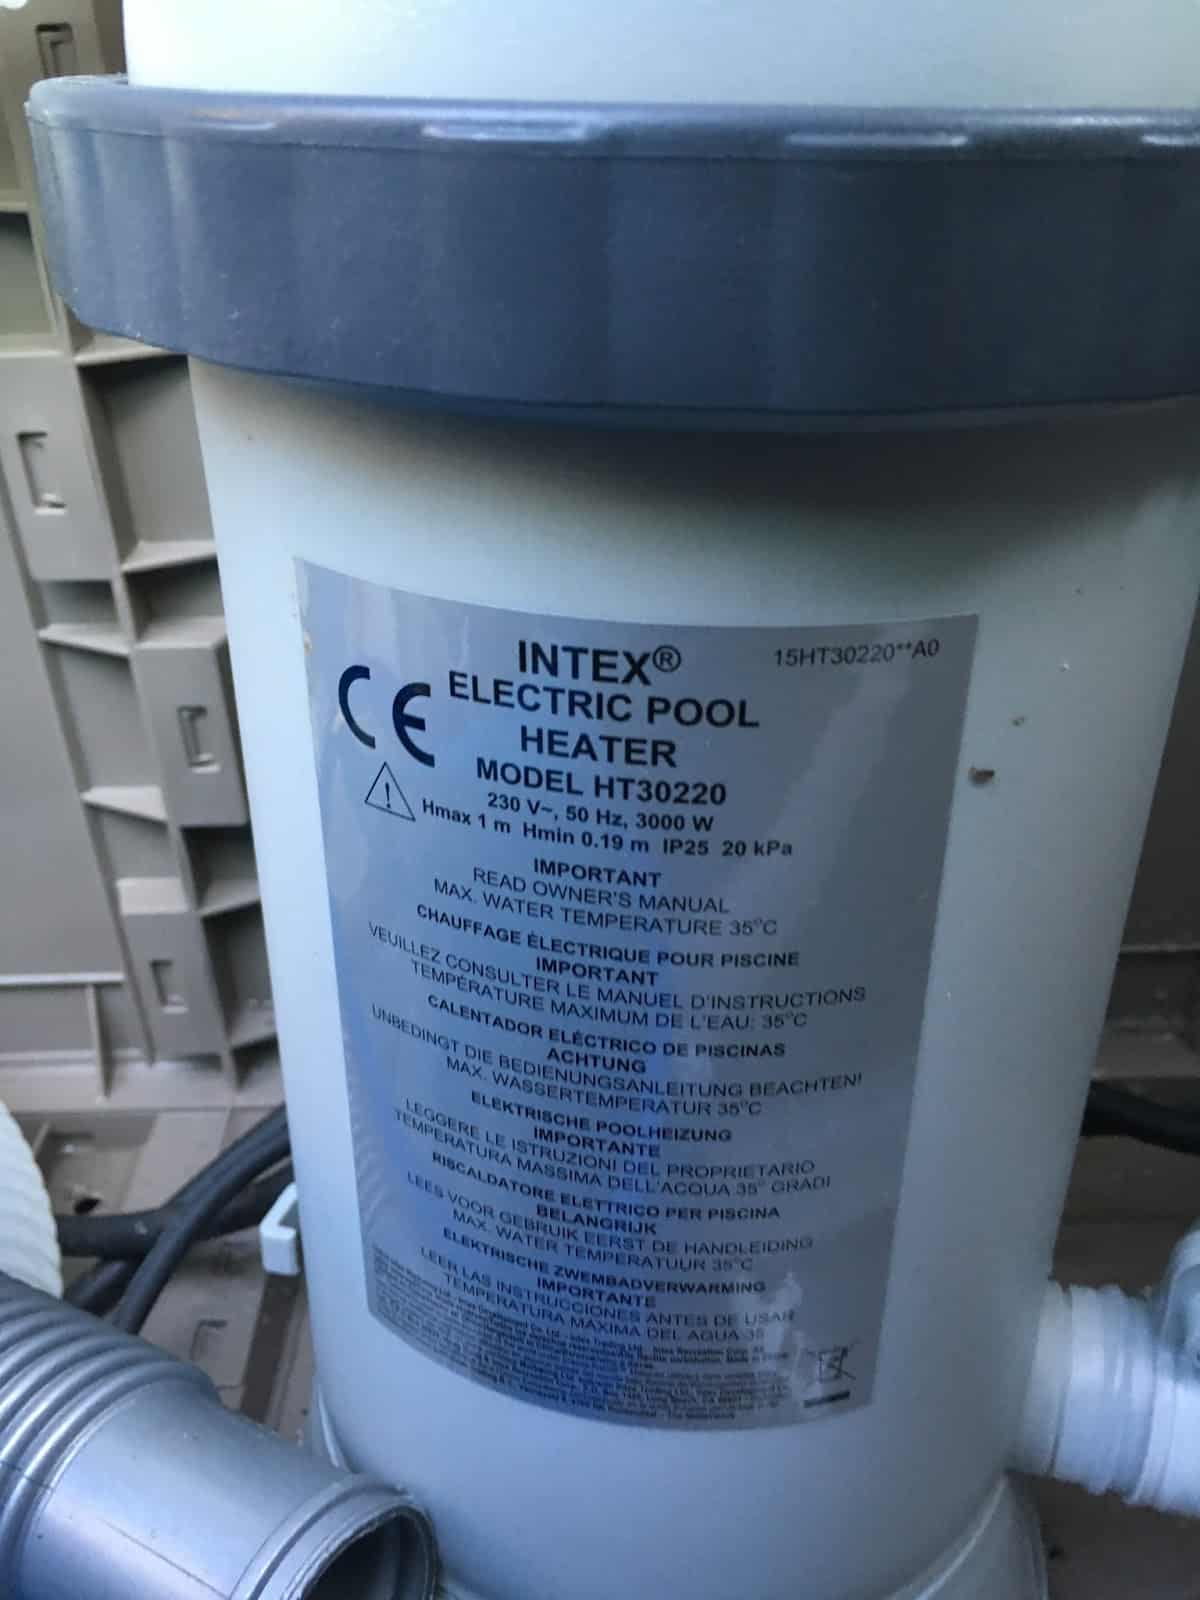 15HT30220**A0
INTEX®
CE
ELECTRIC POOL
HEATER
MODEL HT30220
230 V~, 50 Hz, 3000 W
Hmax 1 m Hmin 0.19 m IP25 20 kPa
IMPORTANT
READ OWNER'S MANUAL
MAX. WATER TEMPERATURE 35°C
CHAUFFAGE ÉLECTRIQUE POUR PISCINE
IMPORTANT
VEUILLEZ CONSULTER LE MANUEL D'INSTRUCTIONS
TEMPÉRATURE MAXIMUM DE L'EAU: 35°C
CALENTADOR ELÉCTRICO DE PISCINAS
ACHTUNG
UNBEDINGT DIE BEDIENUNGSANLEITUNG BEACHTEN!
MAX. WASSERTEMPERATUR 35°C
ELEKTRISCHE POOLHEIZUNG
IMPORTANTE
LEGGERE LE ISTRUZIONI DEL PROPRIETARIO
TEMPERATURA MASSIMA DELL'ACQUA 35° GRADI
RISCALDATORE ELETTRICO PER PISCINA
BELANGRIJK
LEES VOOR GEBRUIK EERST DE HANDLEIDING
MAX. WATER TEMPERATUUR 35°C
ELEKTRISCHE ZWEMBADVERWARMING
IMPORTANTE
LEER LAS INSTRUCCIONES ANTES DE USAR
TEMPERATURA MAXIMA DEL AGUA 35